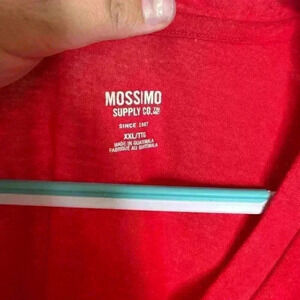 MOSSIMO
SUPPLY CO.
SINCE 1987
XXL/TTG
MADE IN GUATEMALA
FABRIQUÉ AU GUATEMALA